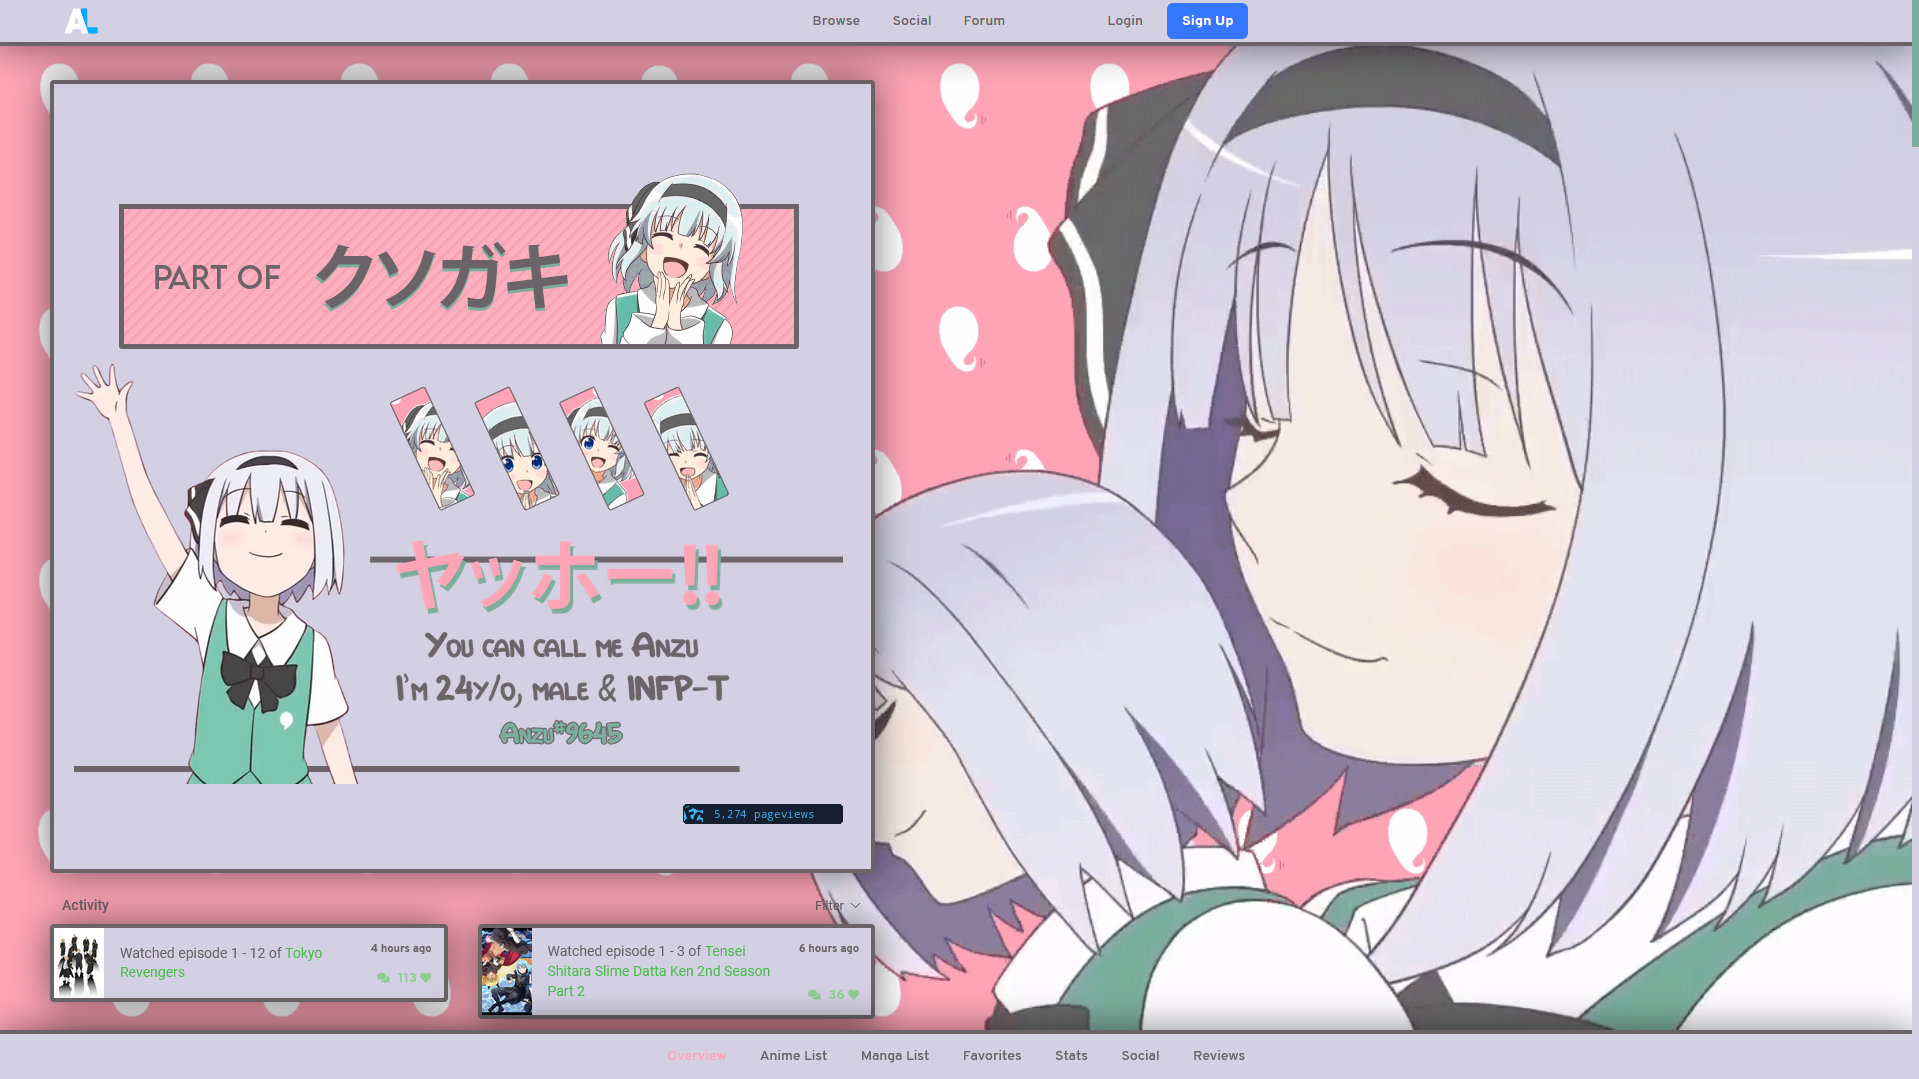 AL
Browse Social Forum Login Sign Up
PART OF クソガキ
ヤッホー!!
You can call me Anzu
I'm 24y/o, male & INFP-T
Anzu#9645
5,274 pageviews
Activity
Filter
Watched episode 1 - 12 of Tokyo
Revengers
4 hours ago
113
Watched episode 1 - 3 of Tensei
Shitara Slime Datta Ken 2nd Season
Part 2
6 hours ago
36
Overview Anime List Manga List Favorites Stats Social Reviews